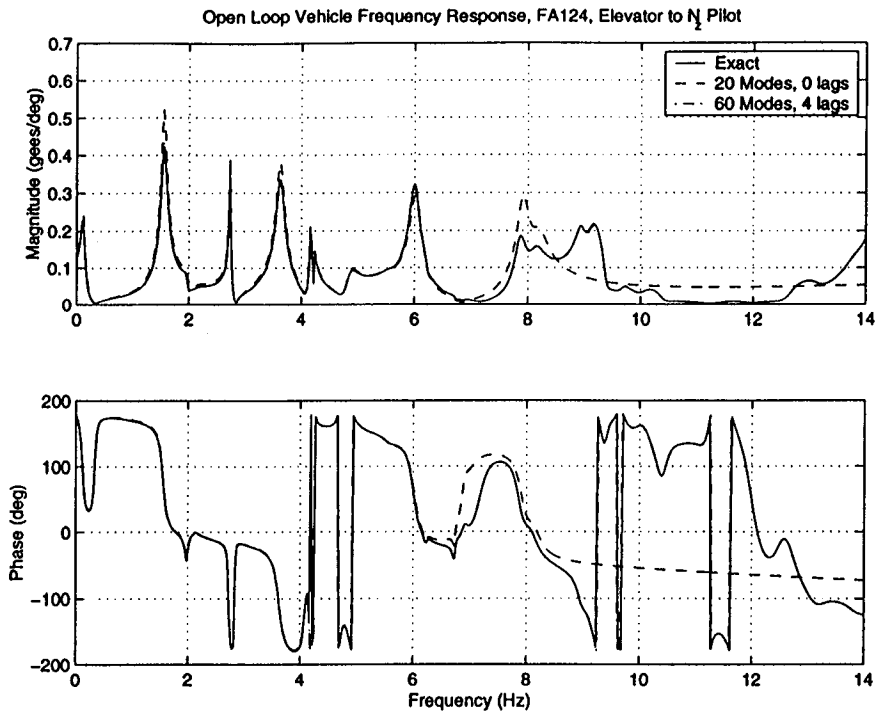 Open Loop Vehicle Frequency Response, FA124, Elevator to Nz Pilot
0.7
0.6
0.5
0.4
0.3
0.2
0.1
0
Magnitude (gees/deg)
Exact
20 Modes, 0 lags
60 Modes, 4 lags
0 2 4 6 8 10 12 14
200
100
0
-100
-200
Phase (deg)
0 2 4 6 8 10 12 14
Frequency (Hz)